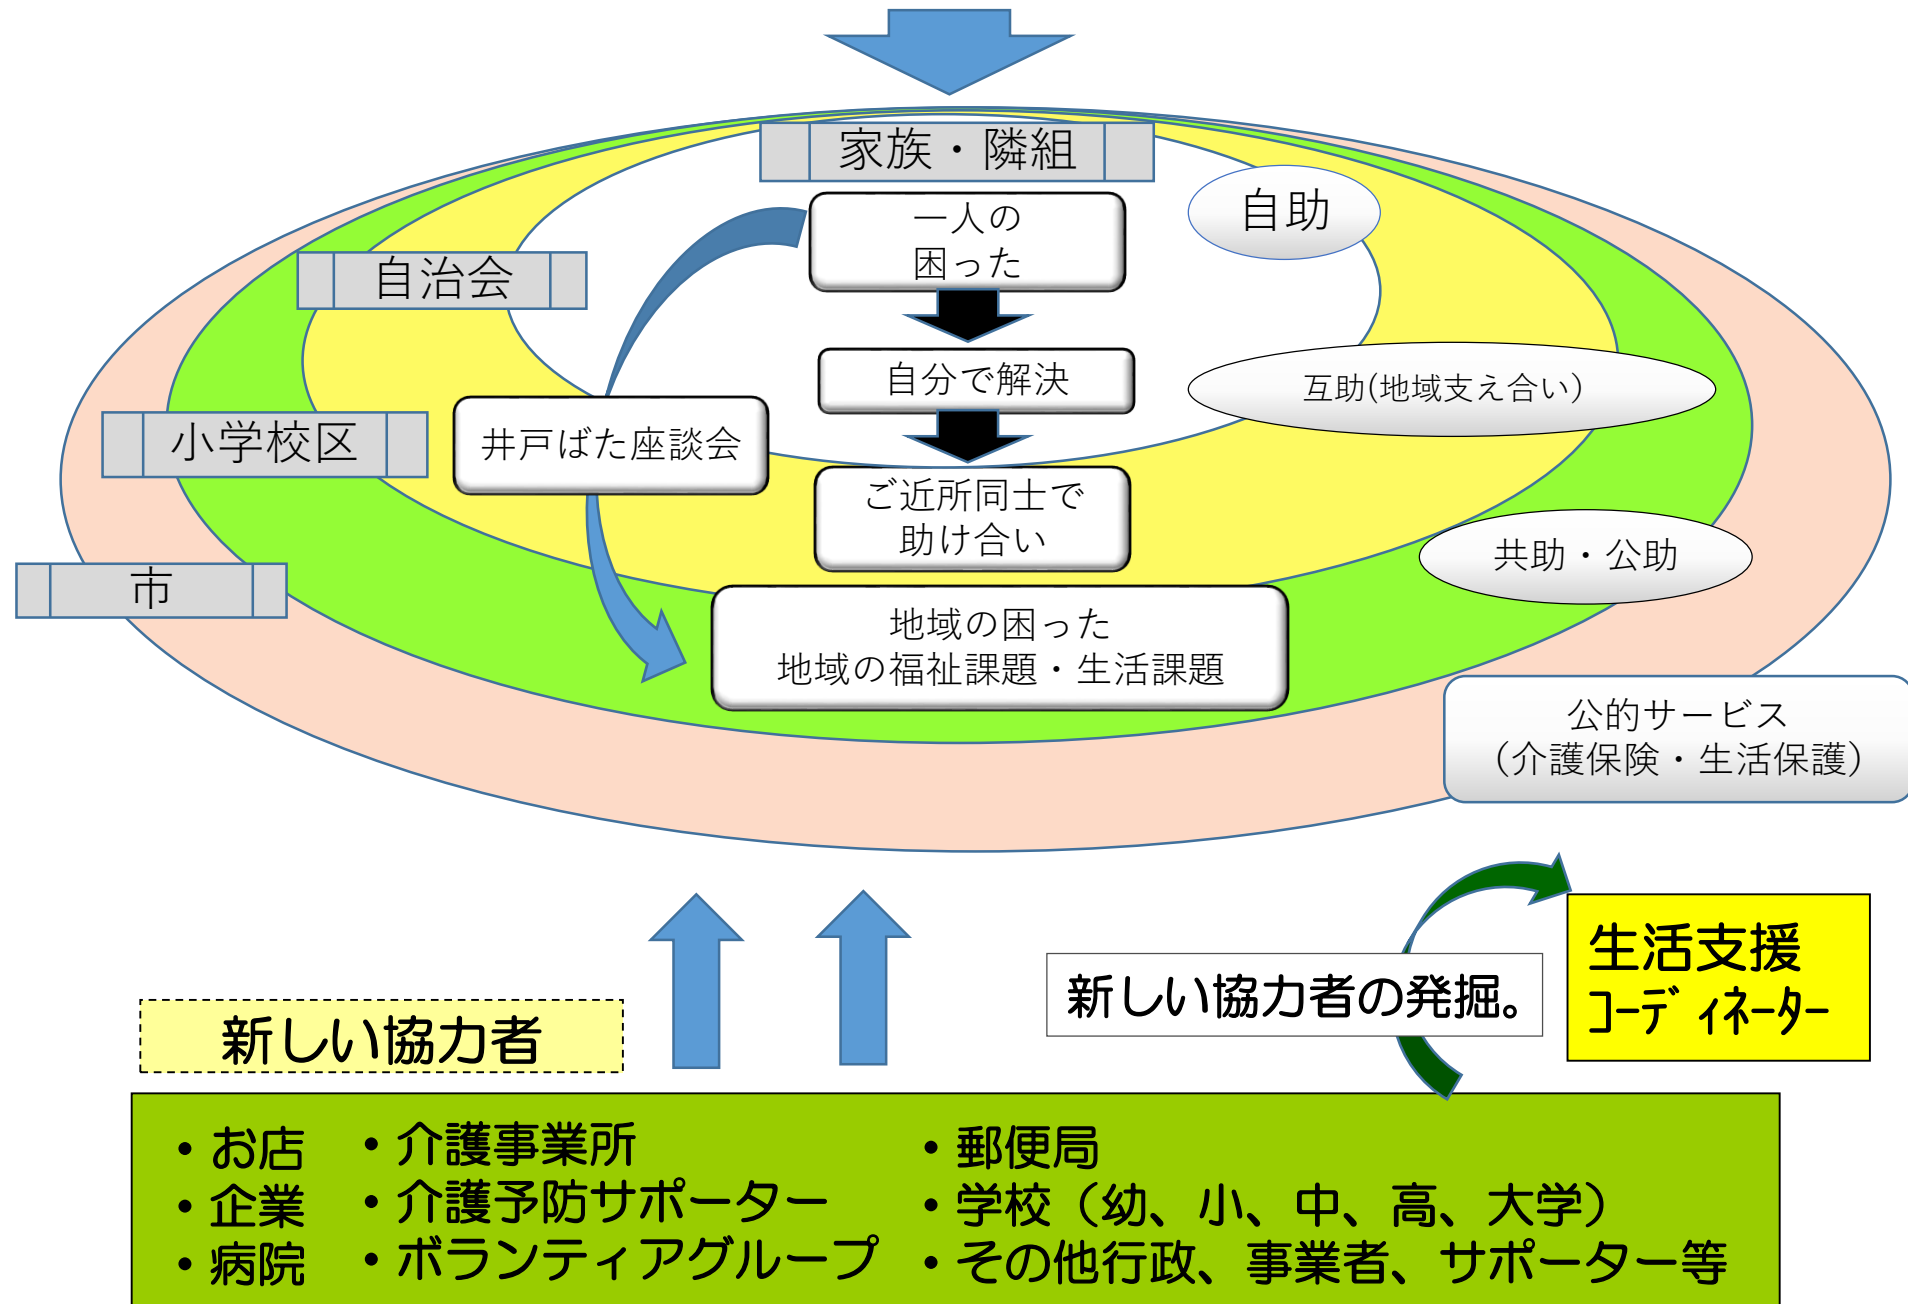 家族・隣組
一人の
困った
自助
自治会
自分で解決
互助(地域支え合い)
小学校区
井戸ばた座談会
ご近所同士で
助け合い
共助・公助
市
地域の困った
地域の福祉課題・生活課題
公的サービス
（介護保険・生活保護）
生活支援
ｺｰﾃﾞｨﾈｰﾀｰ
新しい協力者の発掘。
新しい協力者
・お店
・企業
・病院
・介護事業所
・介護予防サポーター
・ボランティアグループ
・郵便局
・学校（幼、小、中、高、大学）
・その他行政、事業者、サポーター等